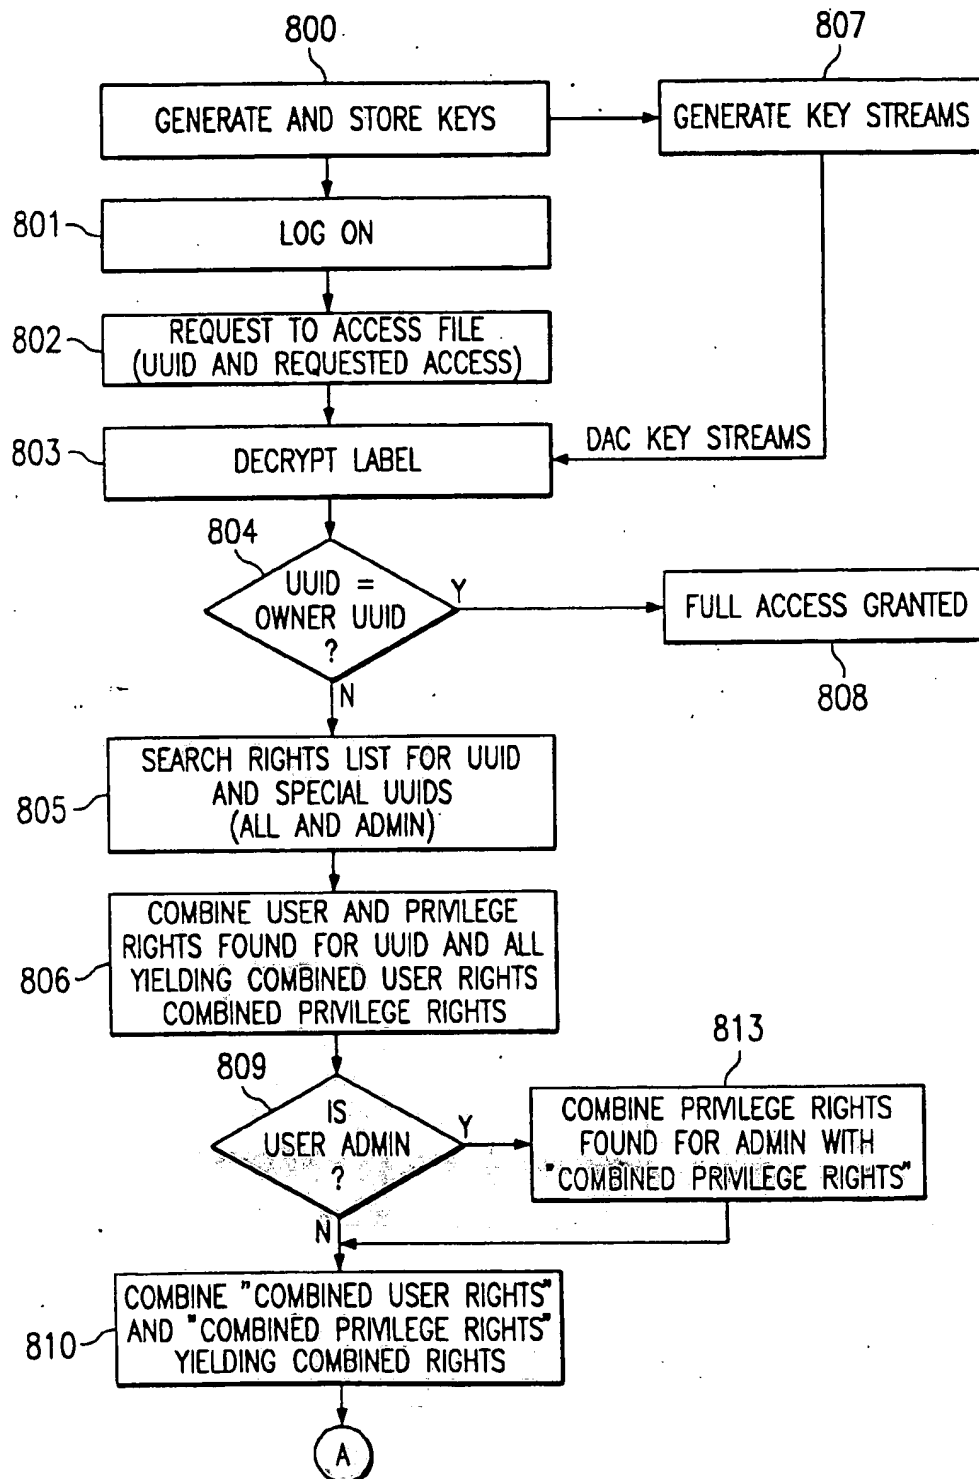 800
807
GENERATE AND STORE KEYS
GENERATE KEY STREAMS
801
LOG ON
802
REQUEST TO ACCESS FILE
(UUID AND REQUESTED ACCESS)
803
DECRYPT LABEL
DAC KEY STREAMS
804
UUID =
OWNER UUID
?
Y
N
FULL ACCESS GRANTED
808
805
SEARCH RIGHTS LIST FOR UUID
AND SPECIAL UUIDS
(ALL AND ADMIN)
806
COMBINE USER AND PRIVILEGE
RIGHTS FOUND FOR UUID AND ALL
YIELDING COMBINED USER RIGHTS
COMBINED PRIVILEGE RIGHTS
809
IS
USER ADMIN
?
Y
N
813
COMBINE PRIVILEGE RIGHTS
FOUND FOR ADMIN WITH
"COMBINED PRIVILEGE RIGHTS"
810
COMBINE "COMBINED USER RIGHTS"
AND "COMBINED PRIVILEGE RIGHTS"
YIELDING COMBINED RIGHTS
A